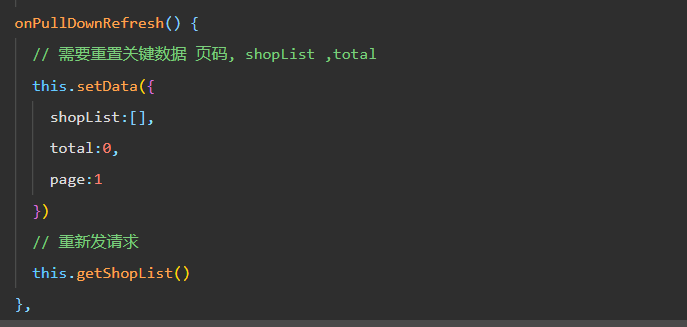 onPullDownRefresh() {
// 需要重置关键数据 页码, shopList ,total
this.setData({
shopList:[],
total:0,
page:1
})
// 重新发请求
this.getShopList()
},